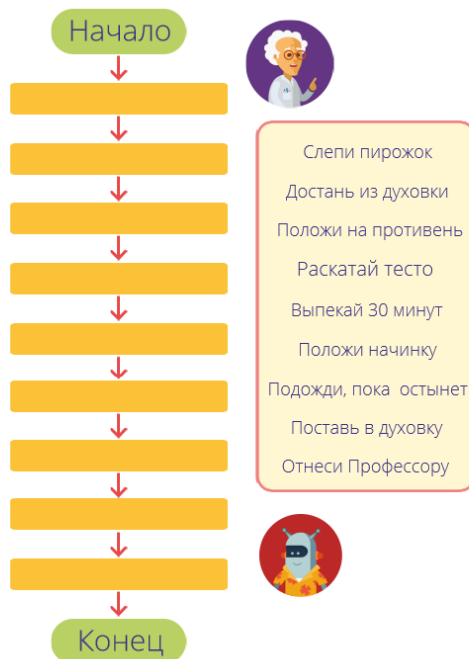 Начало
Слепи пирожок
Достань из духовки
Положи на противень
Раскатай тесто
Выпекай 30 минут
Положи начинку
Подожди, пока остынет
Поставь в духовку
Отнеси Профессору
Конец